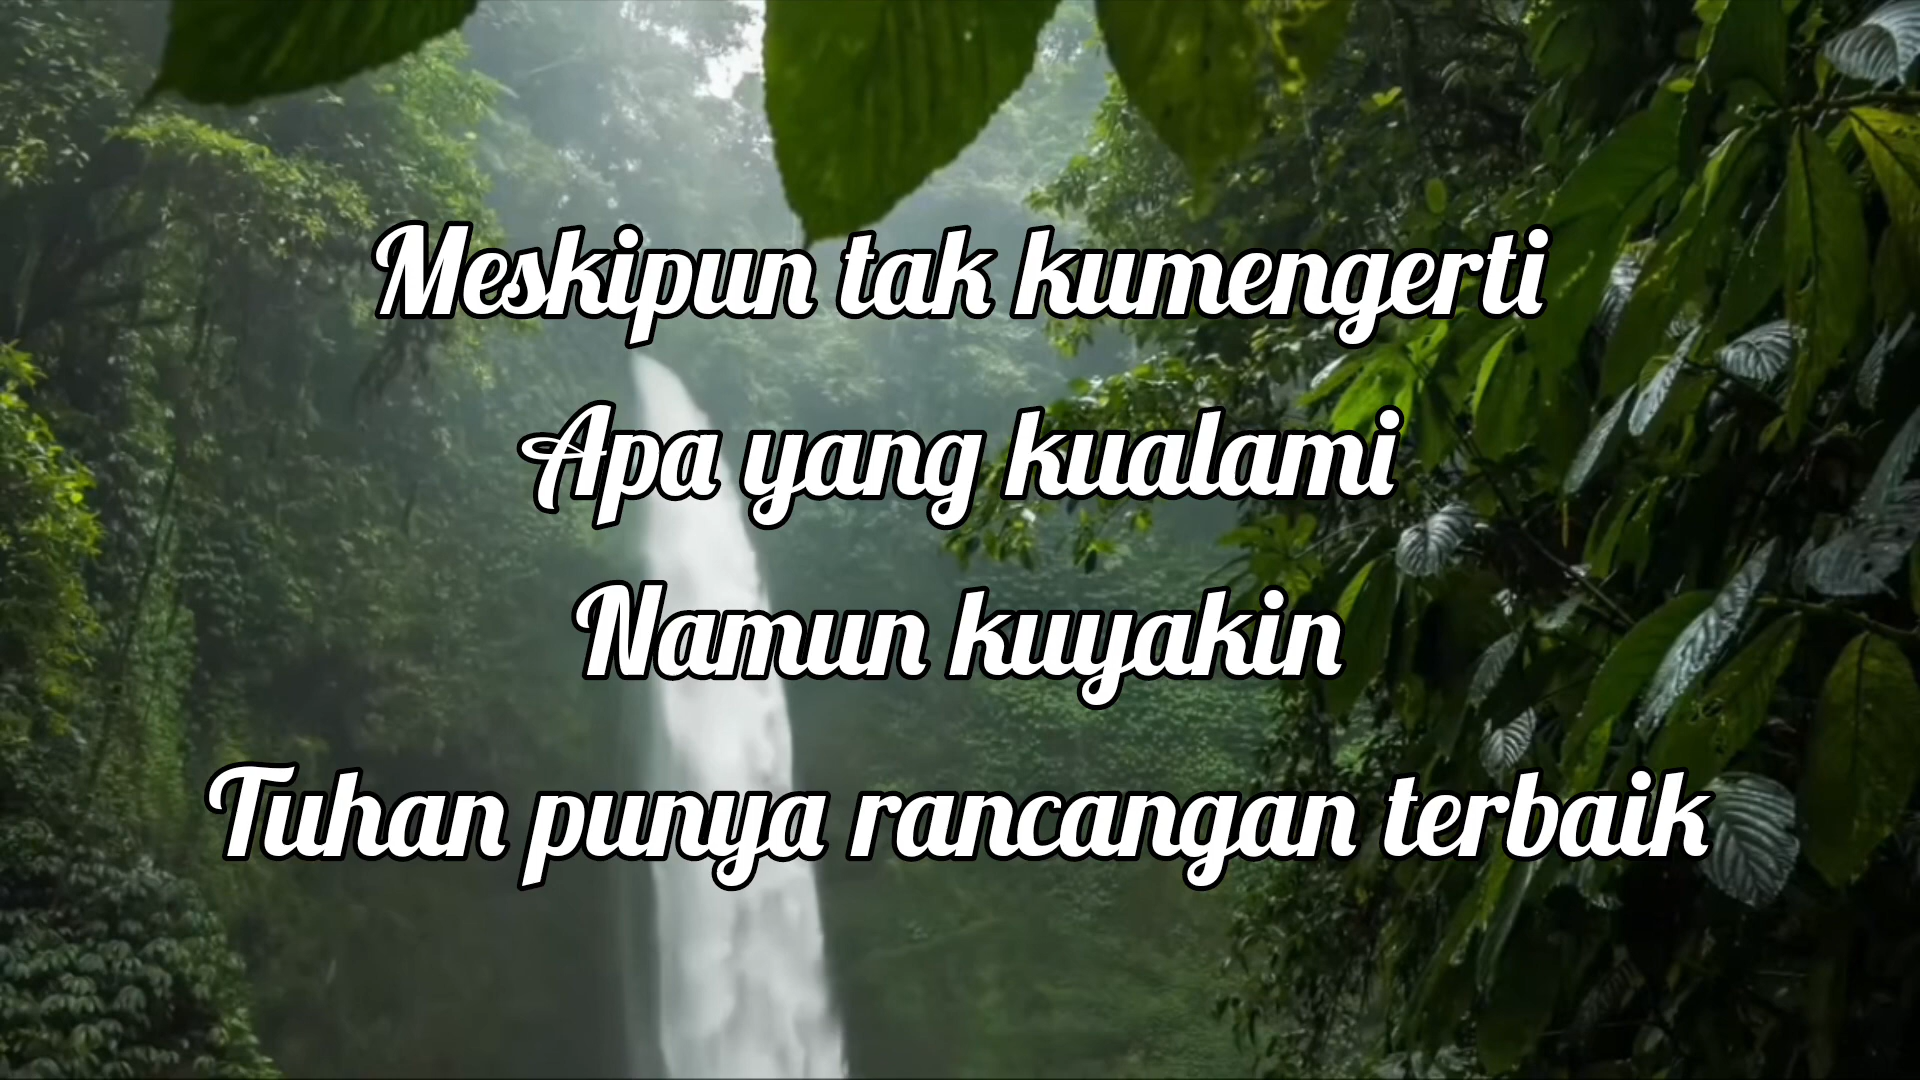 Meskipun tak kumengerti
Apa yang kualami
Namun kuyakin
Tuhan punya rancangan terbaik